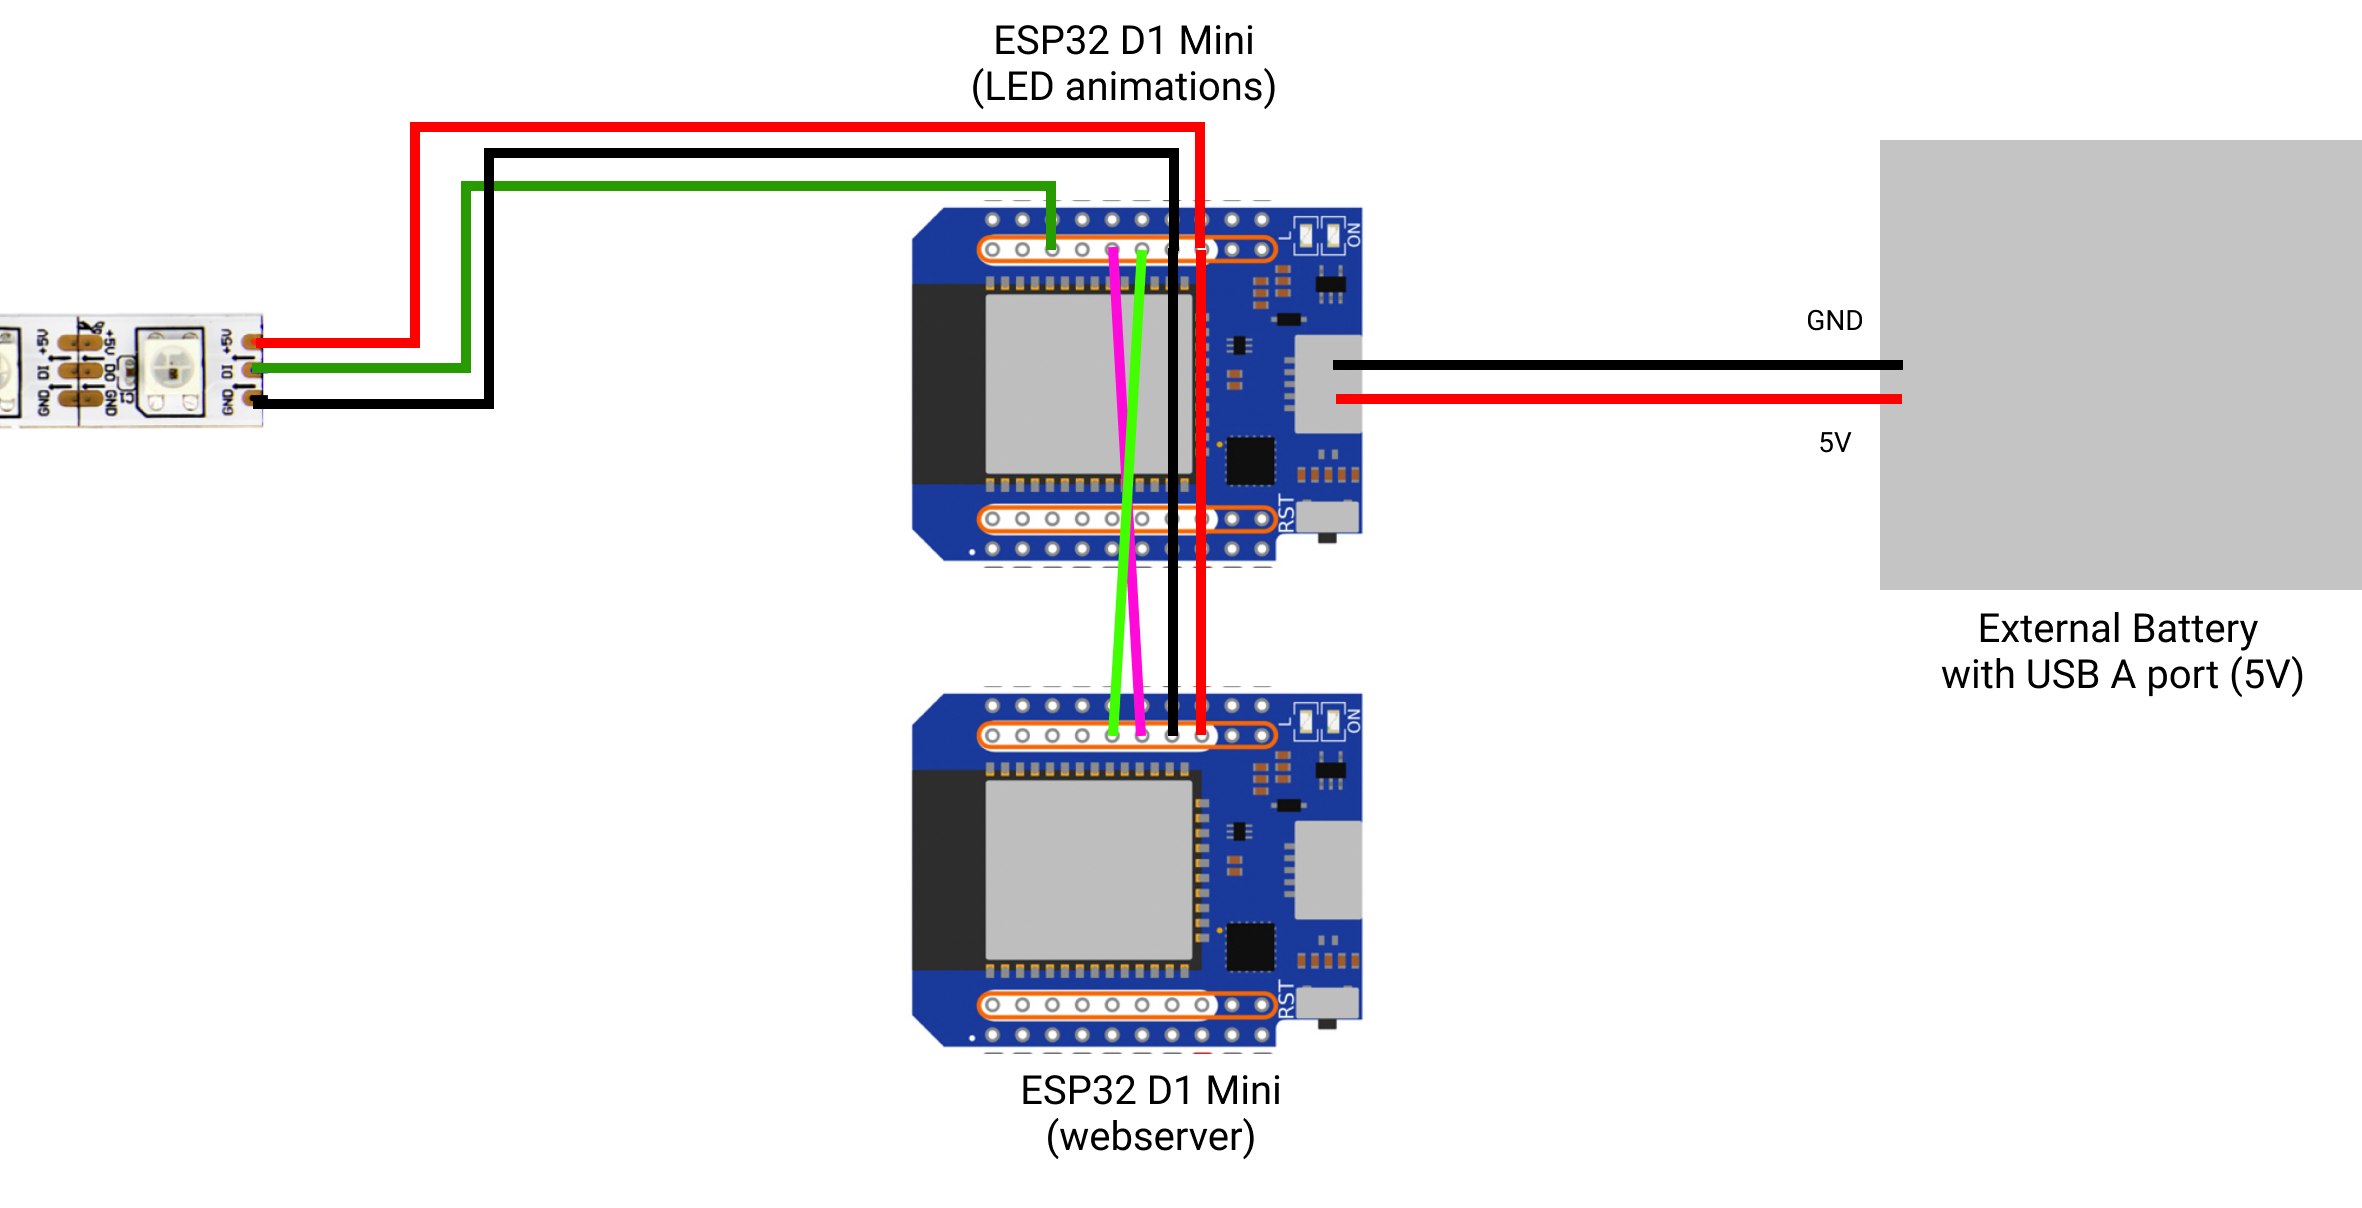 ESP32 D1 Mini
(LED animations)
L
ON
GND
5V
+5V
DI
GND
+5V
DO
GND
+5V
DI
GND
RST
External Battery
with USB A port (5V)
L
ON
RST
ESP32 D1 Mini
(webserver)